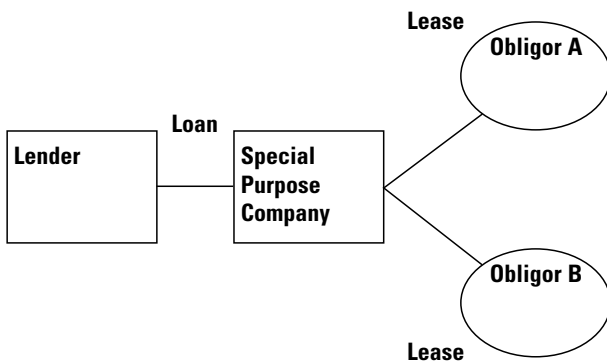 Lease
Obligor A
Loan
Lender
Special
Purpose
Company
Obligor B
Lease